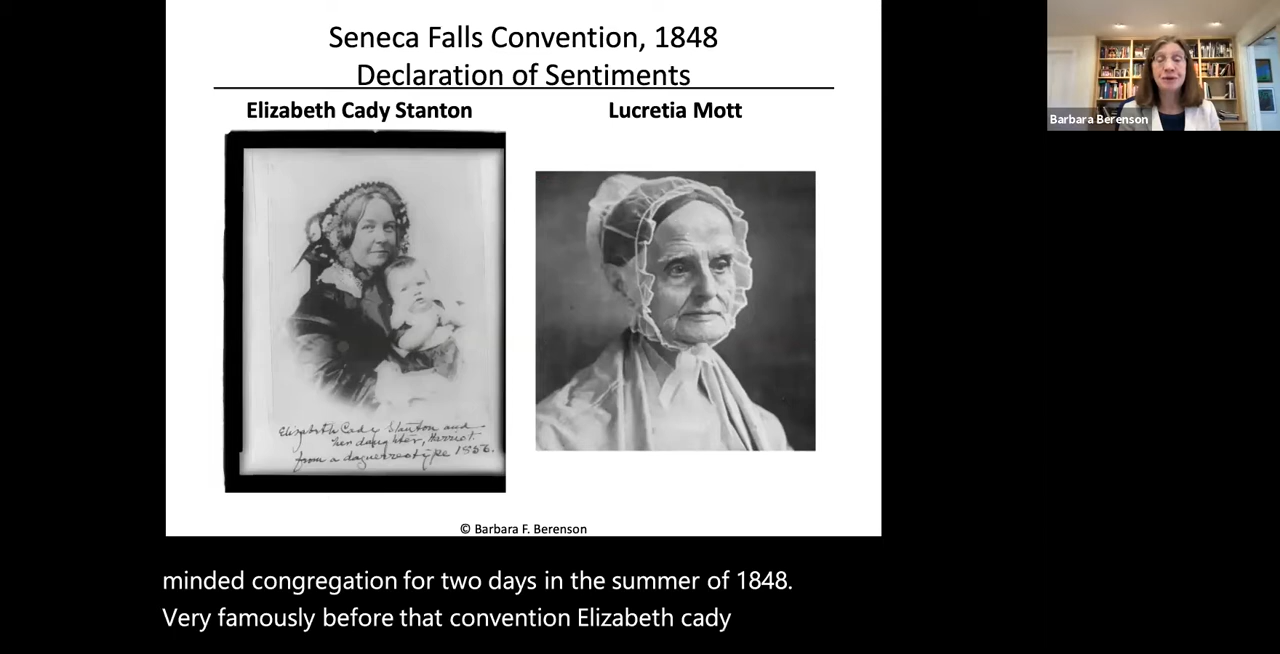 Seneca Falls Convention, 1848
Declaration of Sentiments
Elizabeth Cady Stanton
Lucretia Mott
Elizabeth Cady Stanton and
her daughter, Harriot.
from a daguerreotype 1856.
© Barbara F. Berenson
Barbara Berenson
minded congregation for two days in the summer of 1848.
Very famously before that convention Elizabeth cady